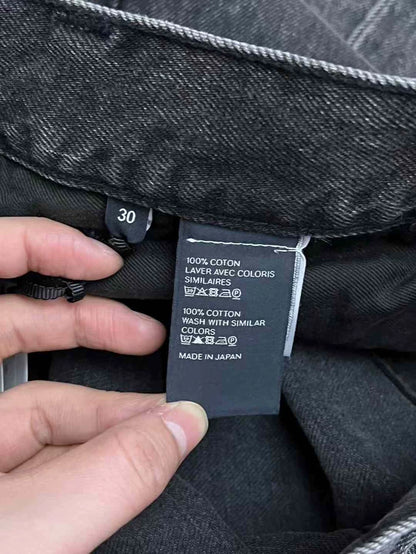 30
100% COTON
LAVER AVEC COLORIS
SIMILAIRES
100% COTTON
WASH WITH SIMILAR
COLORS
MADE IN JAPAN